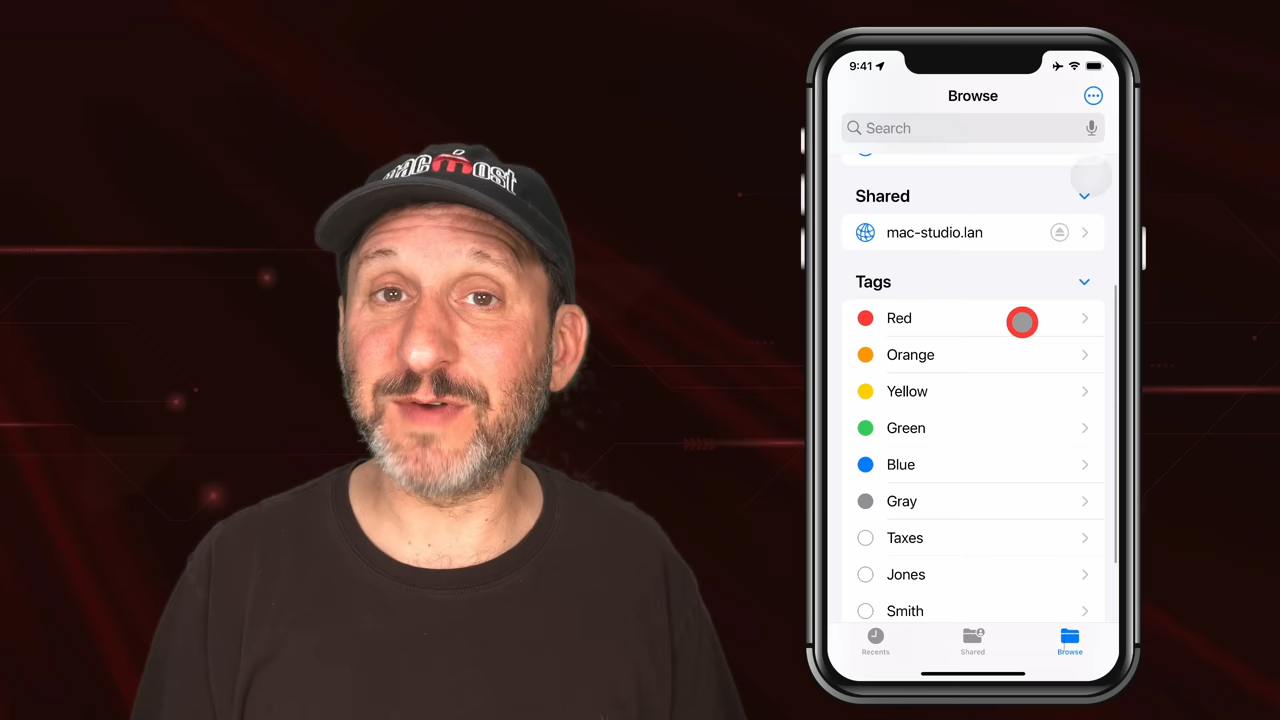 macmost
9:41
Browse
Search
Shared
mac-studio.lan
Tags
Red
Orange
Yellow
Green
Blue
Gray
Taxes
Jones
Smith
Recents
Shared
Browse